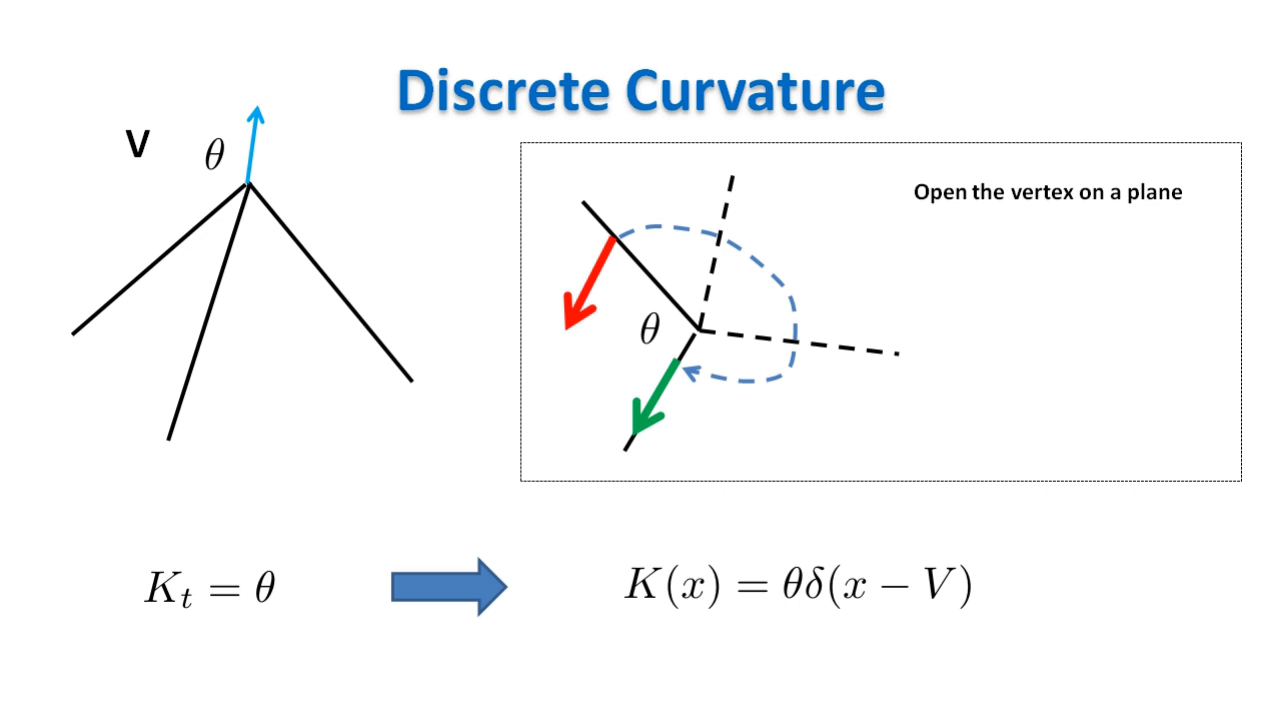 Discrete Curvature
V
θ
Open the vertex on a plane
θ
K_t = θ
K(x) = θδ(x − V)